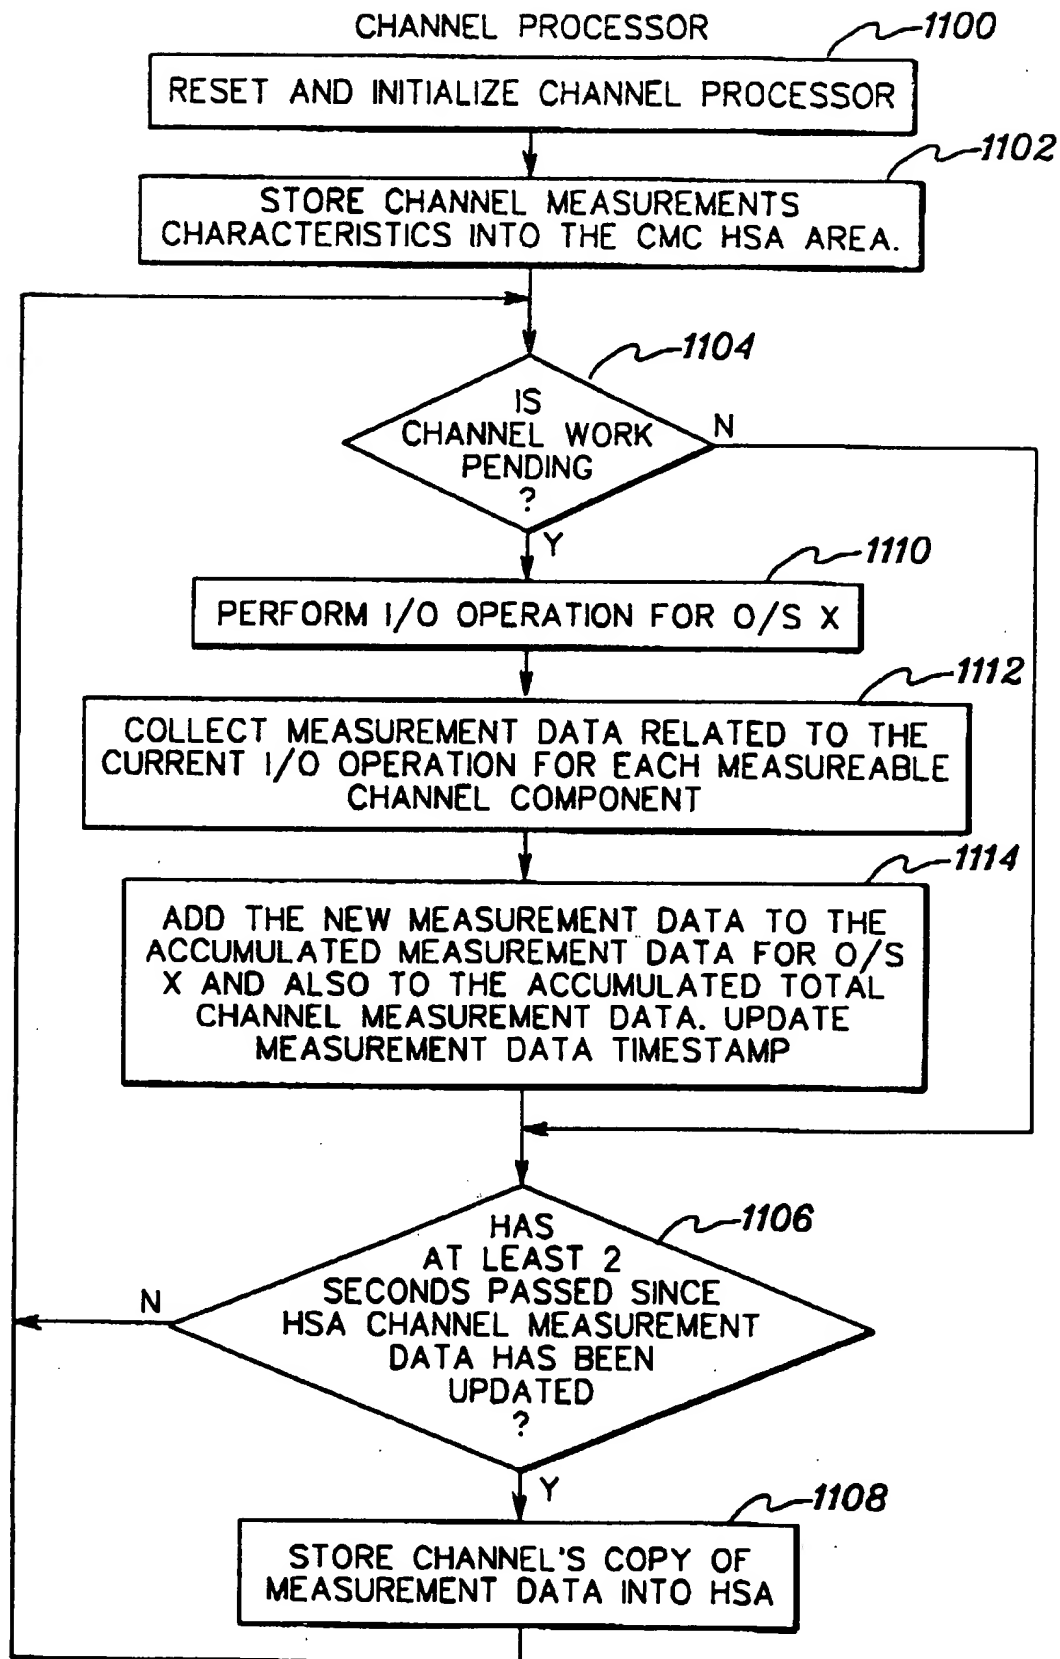 CHANNEL PROCESSOR
1100
RESET AND INITIALIZE CHANNEL PROCESSOR
1102
STORE CHANNEL MEASUREMENTS
CHARACTERISTICS INTO THE CMC HSA AREA.
1104
IS
CHANNEL WORK
PENDING
?
N
Y
1110
PERFORM I/O OPERATION FOR O/S X
1112
COLLECT MEASUREMENT DATA RELATED TO THE
CURRENT I/O OPERATION FOR EACH MEASUREABLE
CHANNEL COMPONENT
1114
ADD THE NEW MEASUREMENT DATA TO THE
ACCUMULATED MEASUREMENT DATA FOR O/S
X AND ALSO TO THE ACCUMULATED TOTAL
CHANNEL MEASUREMENT DATA. UPDATE
MEASUREMENT DATA TIMESTAMP
1106
HAS
AT LEAST 2
SECONDS PASSED SINCE
HSA CHANNEL MEASUREMENT
DATA HAS BEEN
UPDATED
?
N
Y
1108
STORE CHANNEL'S COPY OF
MEASUREMENT DATA INTO HSA